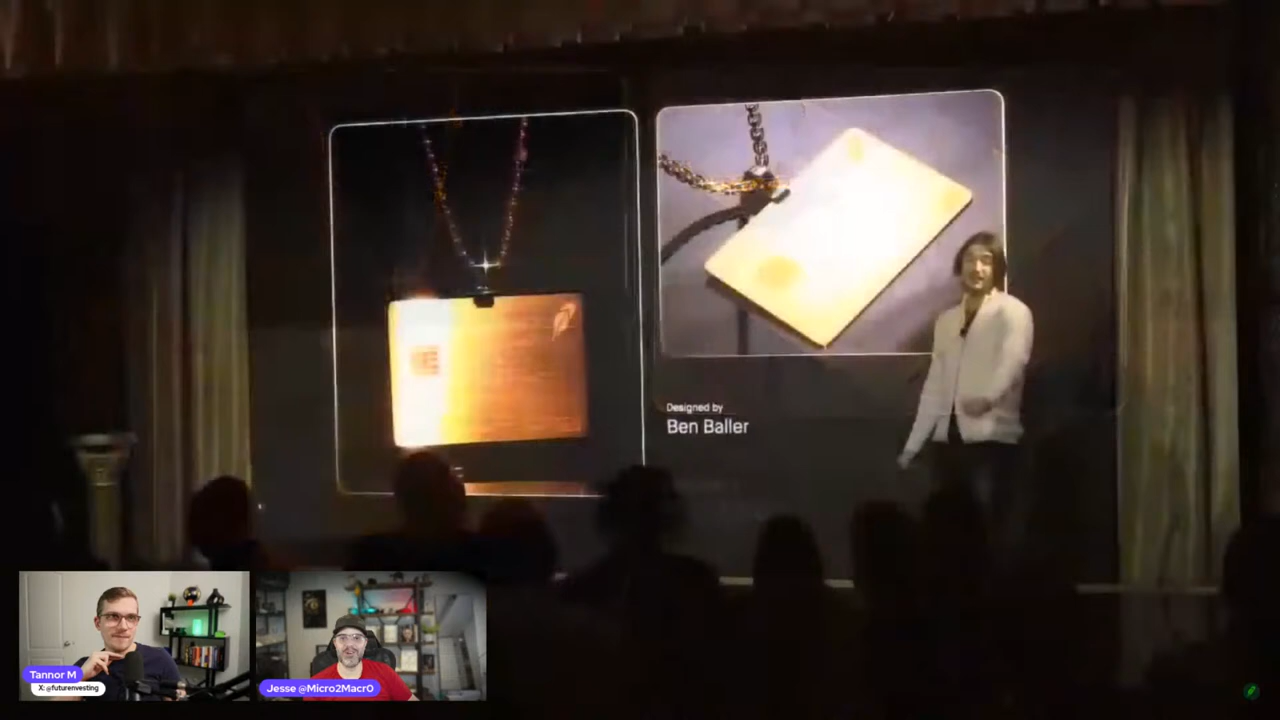 Designed by
Ben Baller
Tannor M
X: @futurenvesting
Jesse @Micro2Macr0